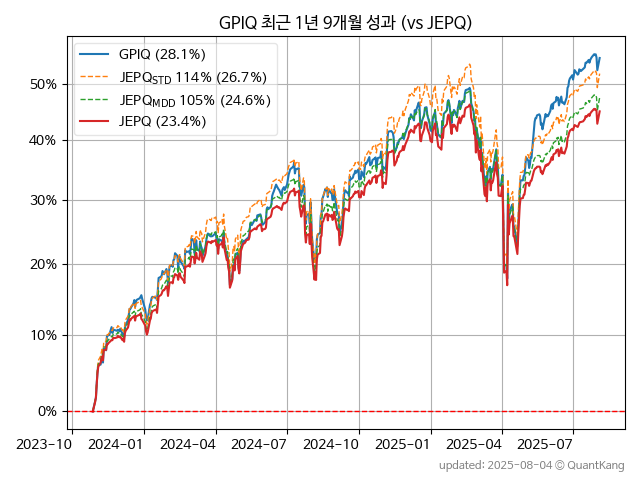 GPIQ 최근 1년 9개월 성과 (vs JEPQ)
GPIQ (28.1%)
JEPQSTD 114% (26.7%)
JEPQMDD 105% (24.6%)
JEPQ (23.4%)
50%
40%
30%
20%
10%
0%
2023-10 2024-01 2024-04 2024-07 2024-10 2025-01 2025-04 2025-07
updated: 2025-08-04 © QuantKang